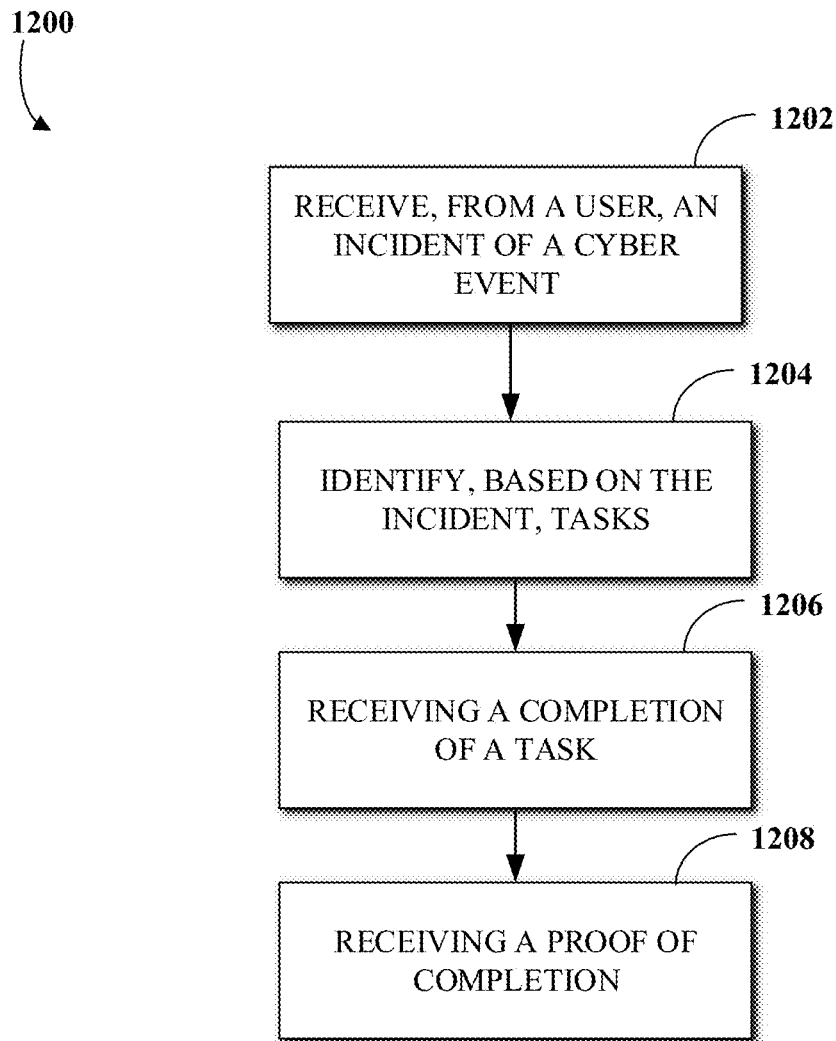 1200
1202
RECEIVE, FROM A USER, AN
INCIDENT OF A CYBER
EVENT
1204
IDENTIFY, BASED ON THE
INCIDENT, TASKS
1206
RECEIVING A COMPLETION
OF A TASK
1208
RECEIVING A PROOF OF
COMPLETION